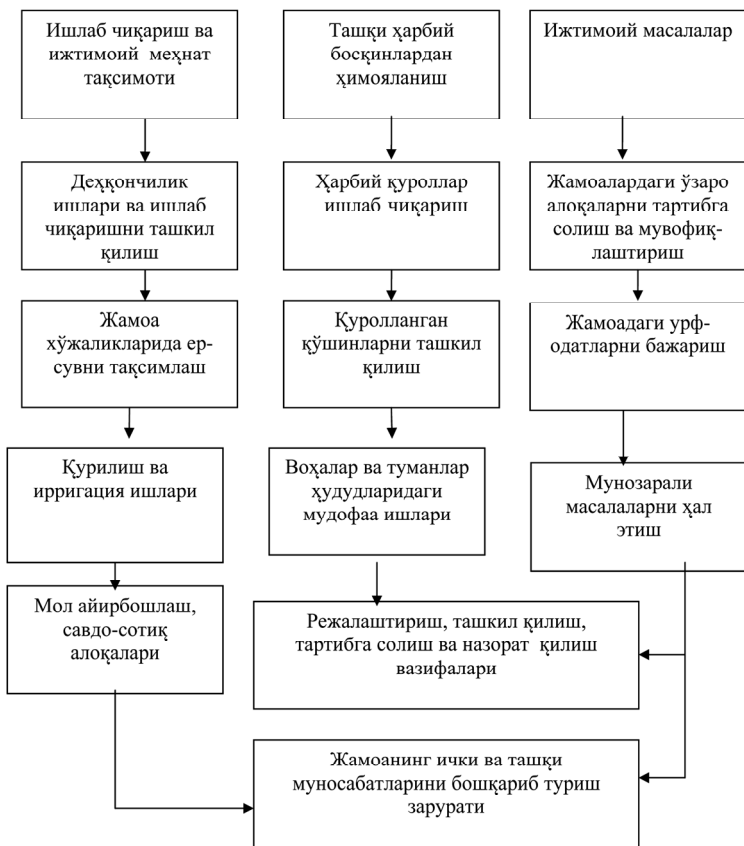 Ишлаб чиқариш ва
ижтимоий меҳнат
тақсимоти
Ташқи ҳарбий
босқинлардан
ҳимояланиш
Ижтимоий масалалар
Деҳқончилик
ишлари ва ишлаб
чиқаришни ташкил
қилиш
Ҳарбий қуроллар
ишлаб чиқариш
Жамоалардаги ўзаро
алоқаларни тартибга
солиш ва мувофиқ-
лаштириш
Жамоа
хўжаликларида ер-
сувни тақсимлаш
Қуролланган
қўшинларни ташкил
қилиш
Жамоадаги урф-
одатларни бажариш
Қурилиш ва
ирригация ишлари
Воҳалар ва туманлар
ҳудудларидаги
мудофаа ишлари
Мунозарали
масалаларни ҳал
этиш
Мол айирбошлаш,
савдо-сотиқ
алоқалари
Режалаштириш, ташкил қилиш,
тартибга солиш ва назорат қилиш
вазифалари
Жамоанинг ички ва ташқи
муносабатларини бошқариб туриш
зарурати